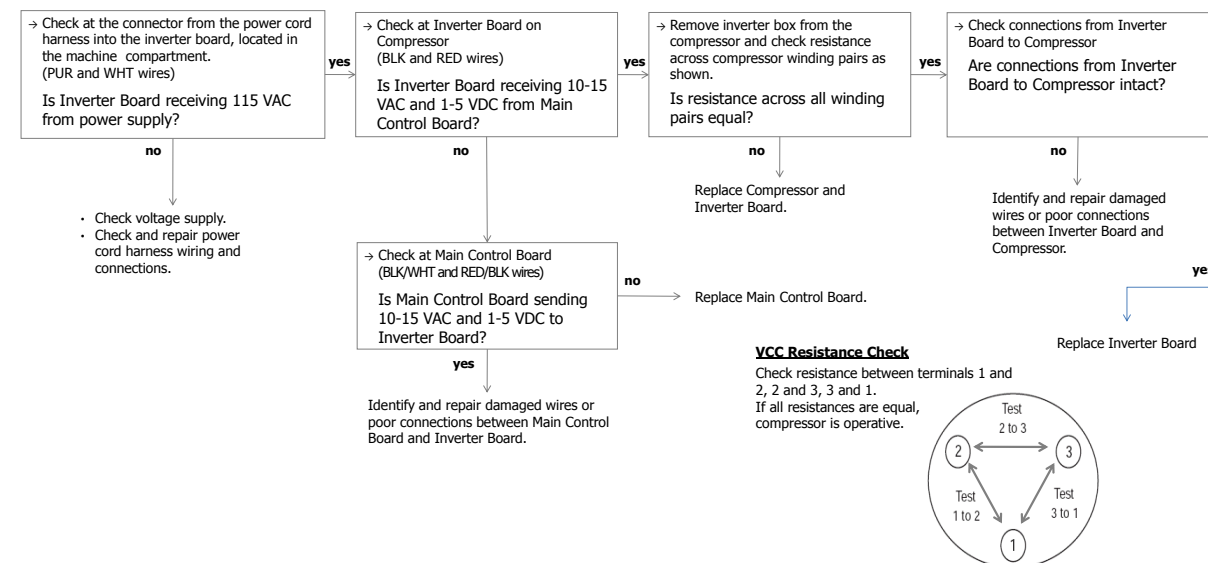 → Check at the connector from the power cord
harness into the inverter board, located in
the machine compartment.
(PUR and WHT wires)
Is Inverter Board receiving 115 VAC
from power supply?
yes
→ Check at Inverter Board on
Compressor
(BLK and RED wires)
Is Inverter Board receiving 10-15
VAC and 1-5 VDC from Main
Control Board?
yes
→ Remove inverter box from the
compressor and check resistance
across compressor winding pairs as
shown.
Is resistance across all winding
pairs equal?
yes
→ Check connections from Inverter
Board to Compressor
Are connections from Inverter
Board to Compressor intact?
no
no
no
no
• Check voltage supply.
• Check and repair power
cord harness wiring and
connections.
Replace Compressor and
Inverter Board.
Identify and repair damaged
wires or poor connections
between Inverter Board and
Compressor.
→ Check at Main Control Board
(BLK/WHT and RED/BLK wires)
Is Main Control Board sending
10-15 VAC and 1-5 VDC to
Inverter Board?
no
Replace Main Control Board.
yes
Identify and repair damaged wires or
poor connections between Main Control
Board and Inverter Board.
Replace Inverter Board
VCC Resistance Check
Check resistance between terminals 1 and
2, 2 and 3, 3 and 1.
If all resistances are equal,
compressor is operative.
Test
2 to 3
2
3
Test
1 to 2
Test
3 to 1
1